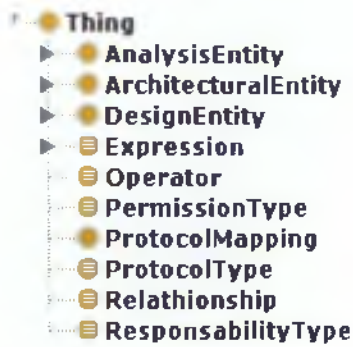 Thing
AnalysisEntity
ArchitecturalEntity
DesignEntity
Expression
Operator
PermissionType
ProtocolMapping
ProtocolType
Relathionship
ResponsabilityType